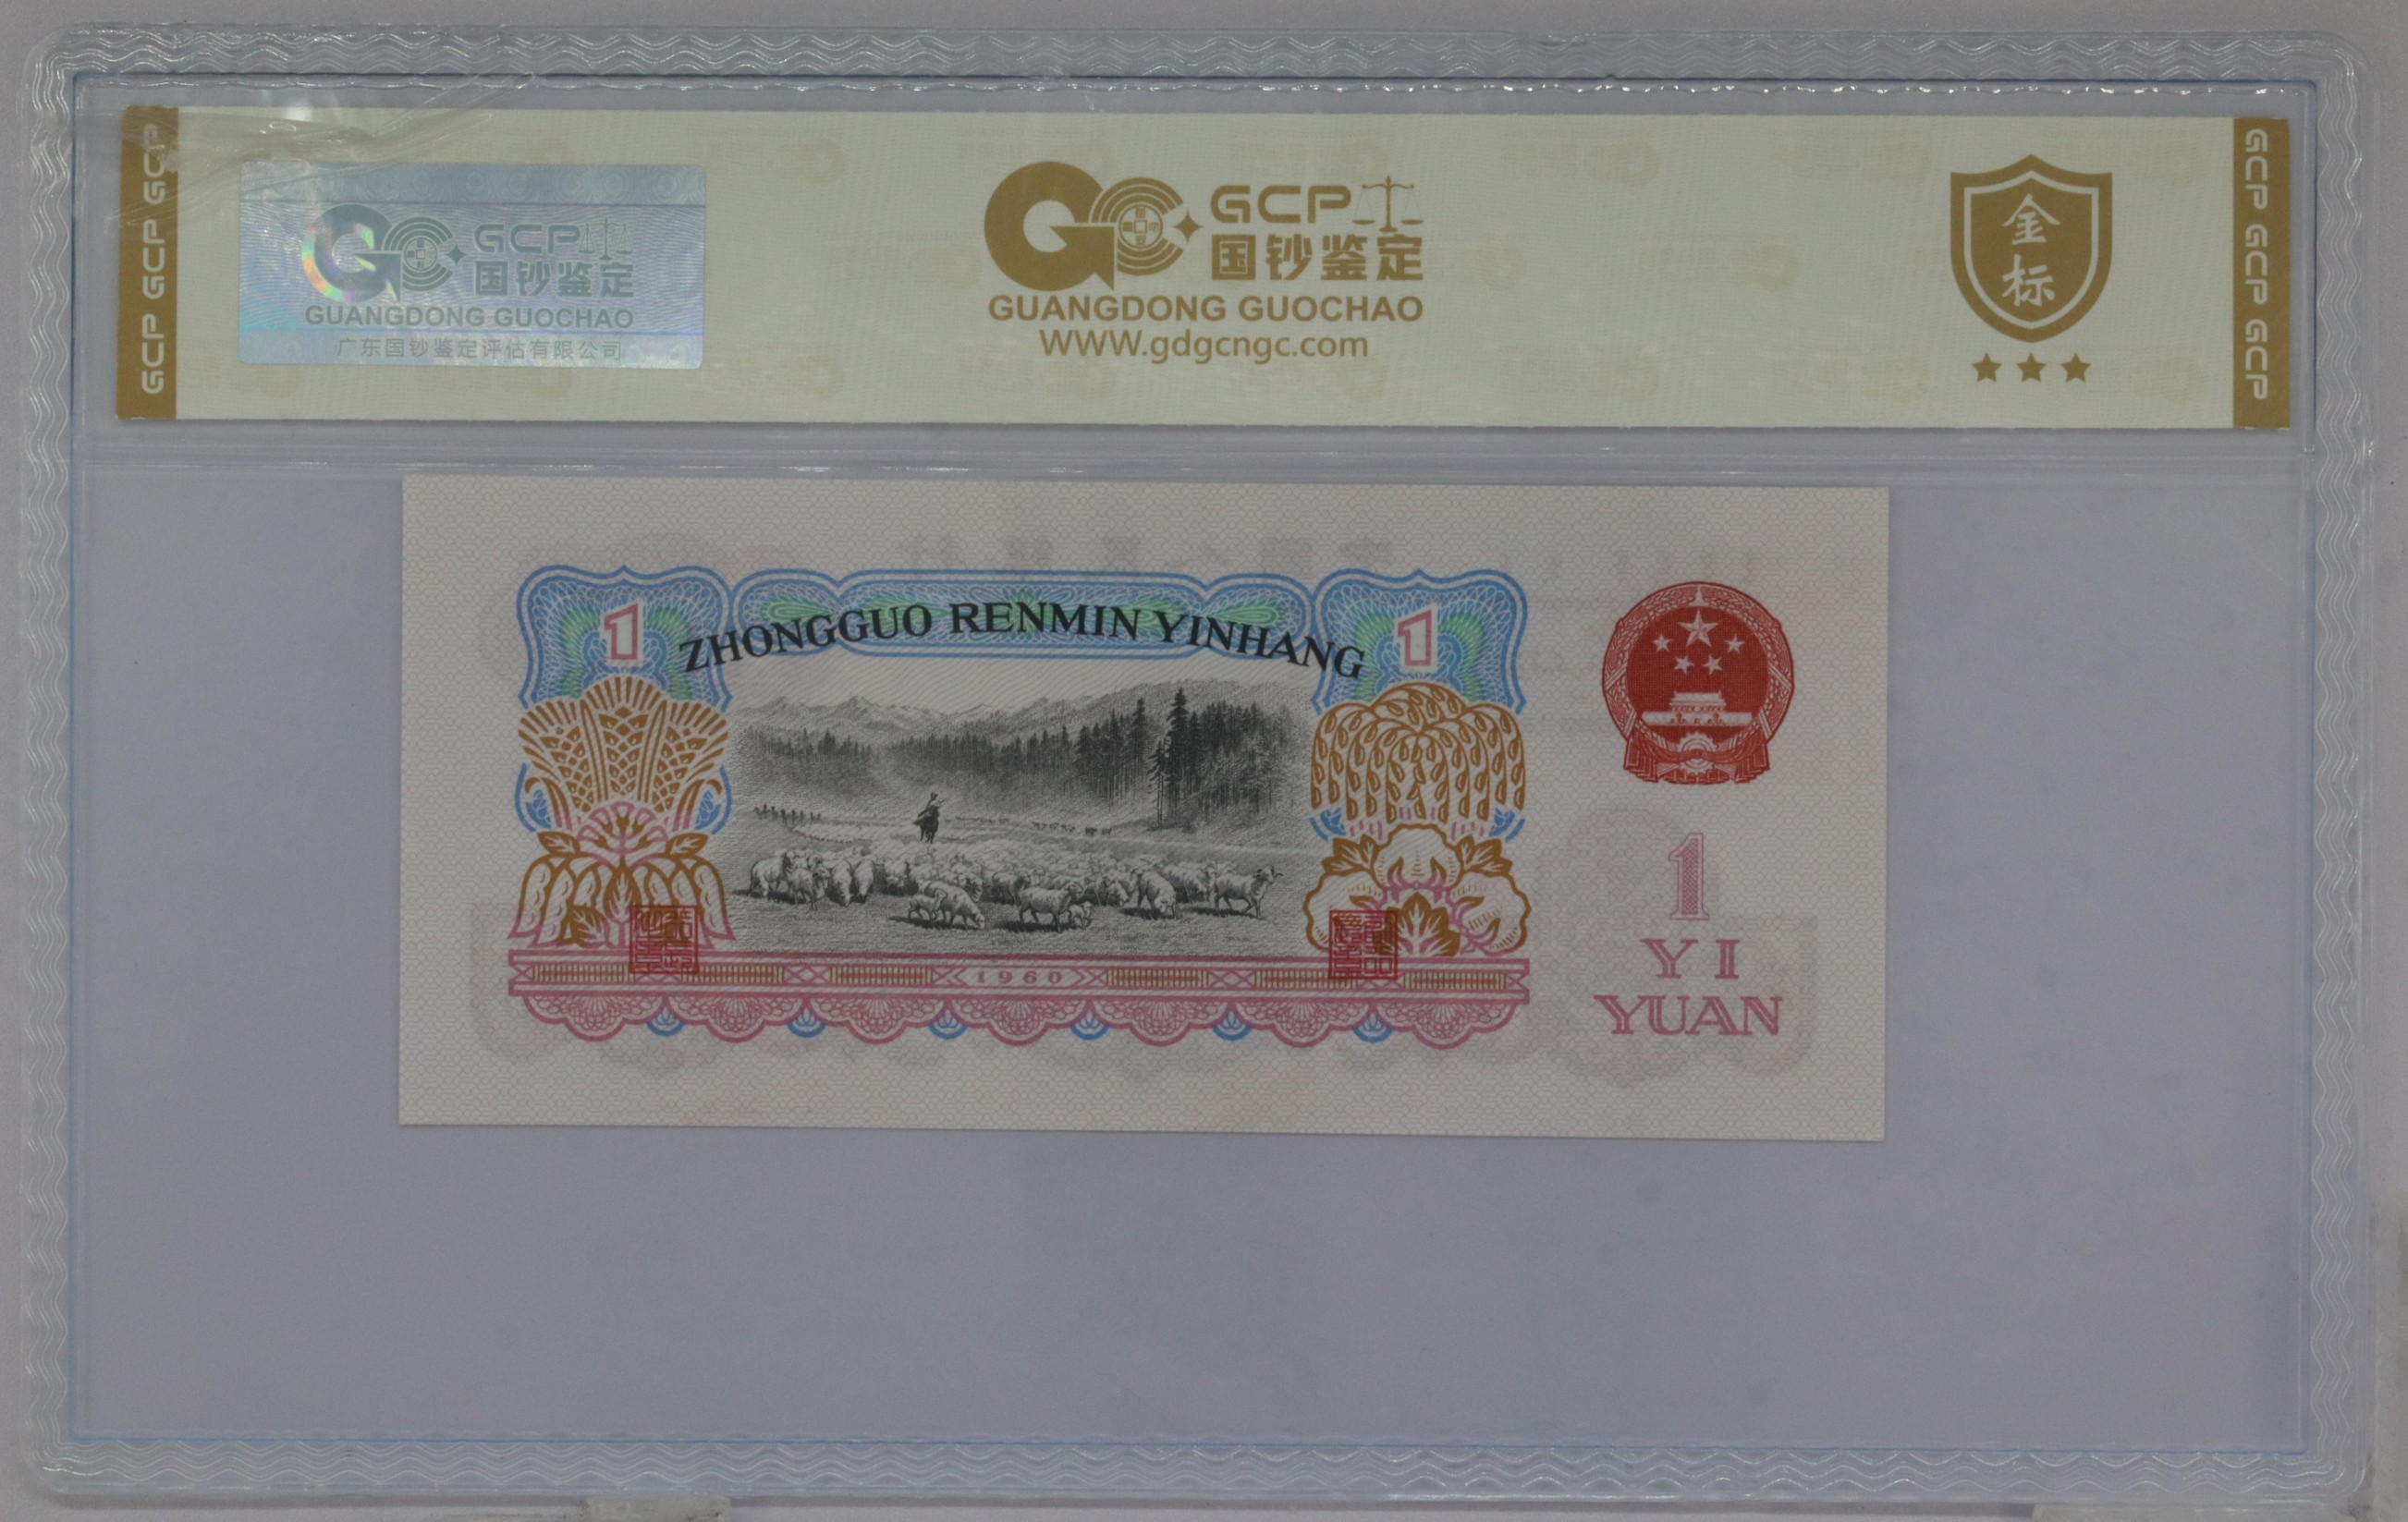 GCP GCP GCP
GCP
国钞鉴定
GUANGDONG GUOCHAO
广东国钞鉴定评估有限公司
GCP
国钞鉴定
GUANGDONG GUOCHAO
WWW.gdgcngc.com
金
标
GCP GCP GCP
1
ZHONGGUO RENMIN YINHANG
1
1960
1
YI
YUAN